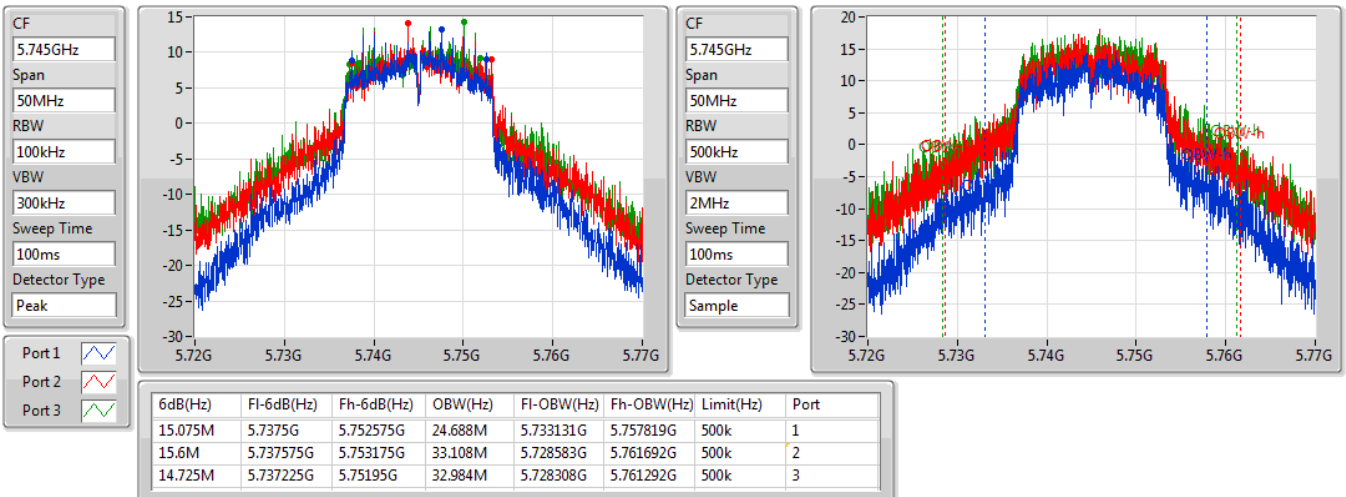 CF
5.745GHz
Span
50MHz
RBW
100kHz
VBW
300kHz
Sweep Time
100ms
Detector Type
Peak
15
10
5
0
-5
-10
-15
-20
-25
-30
5.72G 5.73G 5.74G 5.75G 5.76G 5.77G
CF
5.745GHz
Span
50MHz
RBW
500kHz
VBW
2MHz
Sweep Time
100ms
Detector Type
Sample
20
15
10
5
0
-5
-10
-15
-20
-25
-30
OBW-h
OBW-h
5.72G 5.73G 5.74G 5.75G 5.76G 5.77G
Port 1
Port 2
Port 3
6dB(Hz) Fl-6dB(Hz) Fh-6dB(Hz) OBW(Hz) Fl-OBW(Hz) Fh-OBW(Hz) Limit(Hz) Port
15.075M 5.7375G 5.752575G 24.688M 5.733131G 5.757819G 500k 1
15.6M 5.737575G 5.753175G 33.108M 5.728583G 5.761692G 500k 2
14.725M 5.737225G 5.75195G 32.984M 5.728308G 5.761292G 500k 3